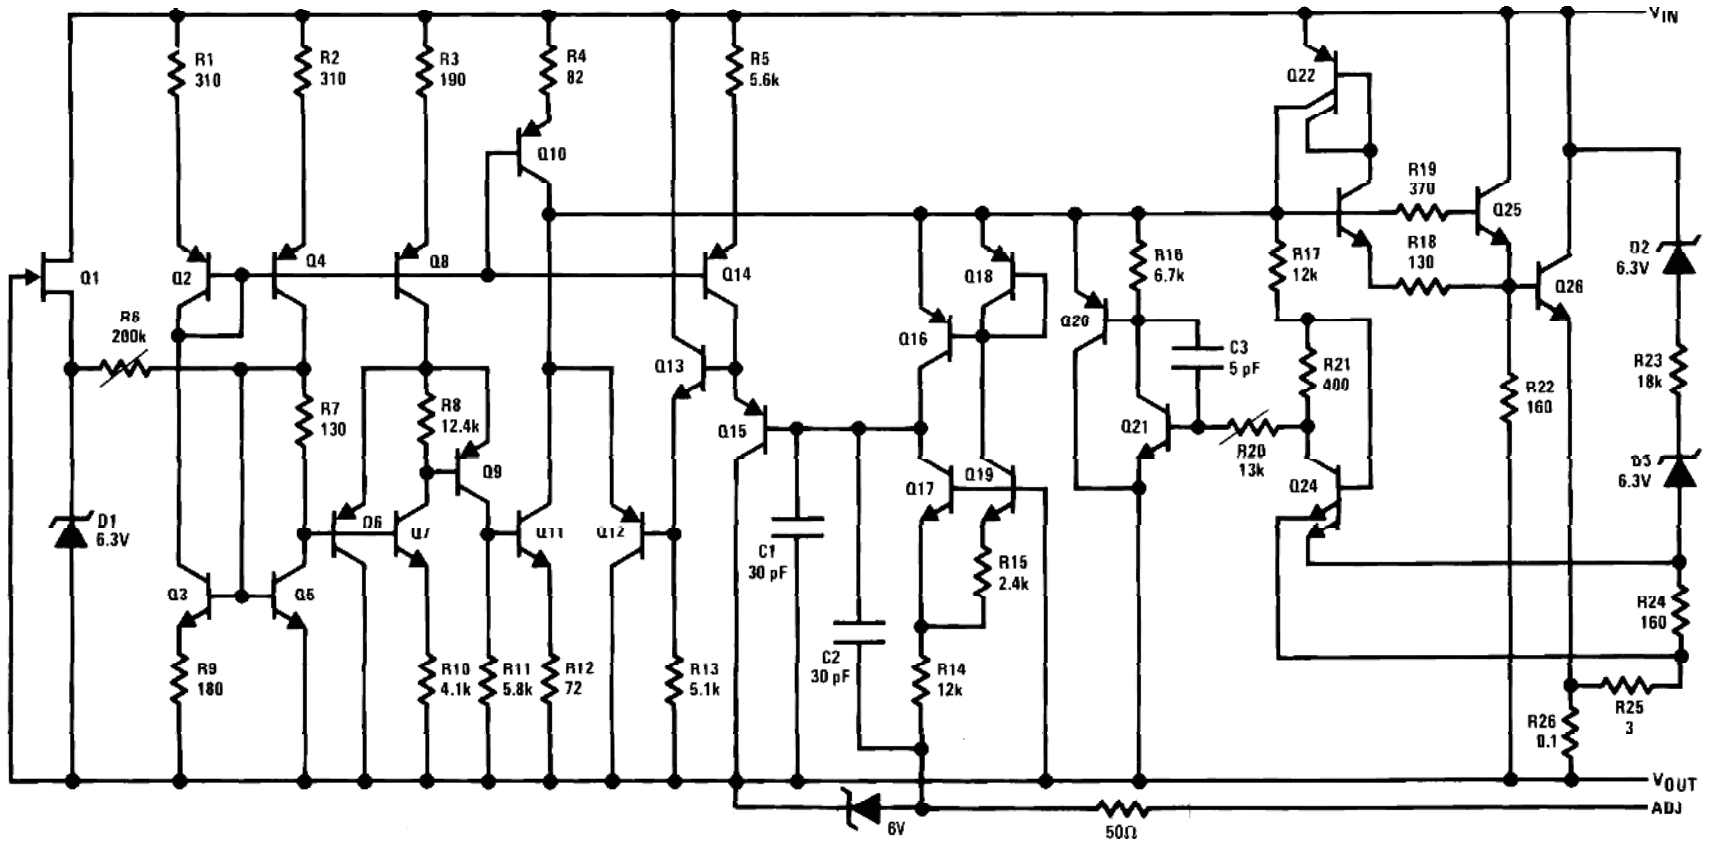 VIN
R1
310
R2
310
R3
190
R4
82
R5
5.6k
Q22
Q10
R19
370
Q25
Q1
Q2
Q4
Q8
Q14
Q18
R16
6.7k
R17
12k
R18
130
Q26
D2
6.3V
R6
200k
Q13
Q16
Q20
C3
5 pF
R21
400
R23
18k
R7
130
R8
12.4k
Q15
Q21
R20
13k
R22
160
Q9
Q17
Q19
Q24
6.3V
D1
6.3V
Q6
Q7
Q11
Q12
C1
30 pF
R15
2.4k
Q3
Q5
R24
160
C2
30 pF
R9
180
R10
4.1k
R11
5.8k
R12
72
R13
5.1k
R14
12k
R25
3
R26
0.1
VOUT
ADJ
6V
50Ω